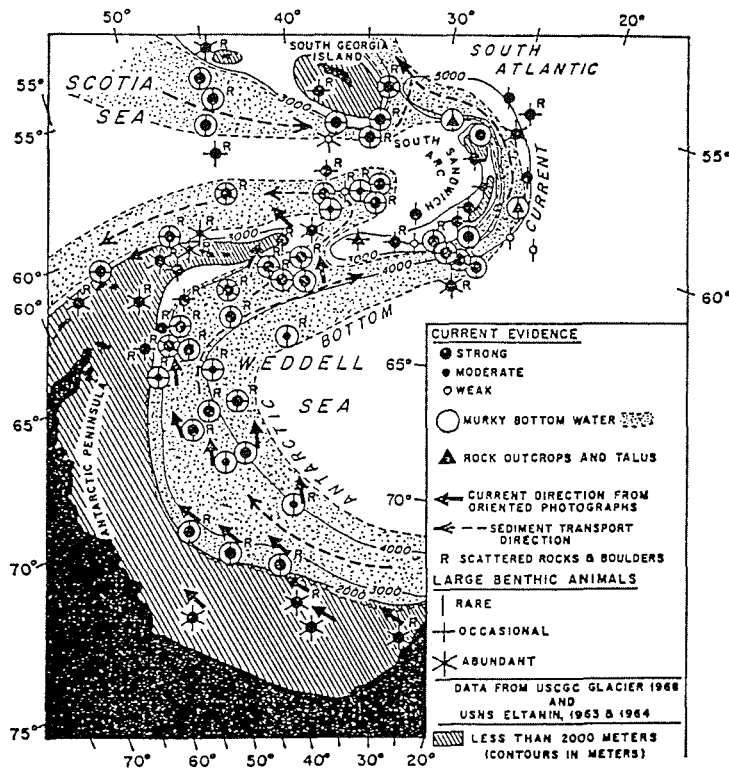 50° 40° 30° 20°
55°
55°
60°
60°
65°
70°
75°
55°
60°
65°
70°
70° 60° 50° 40° 30° 20°
SCOTIA
SEA
SOUTH GEORGIA
ISLAND
SOUTH
ATLANTIC
SOUTH SANDWICH
ARC
CURRENT
BOTTOM
ANTARCTIC
WEDDELL
SEA
ANTARCTIC PENINSULA
3000
5000
3000
3000
4000
4000
3000
2000
CURRENT EVIDENCE
STRONG
MODERATE
WEAK
MURKY BOTTOM WATER
ROCK OUTCROPS AND TALUS
CURRENT DIRECTION FROM
ORIENTED PHOTOGRAPHS
SEDIMENT TRANSPORT
DIRECTION
R SCATTERED ROCKS & BOULDERS
LARGE BENTHIC ANIMALS
RARE
OCCASIONAL
ABUNDANT
DATA FROM USCGC GLACIER 1968
AND
USNS ELTANIN, 1963 & 1964
LESS THAN 2000 METERS
(CONTOURS IN METERS)